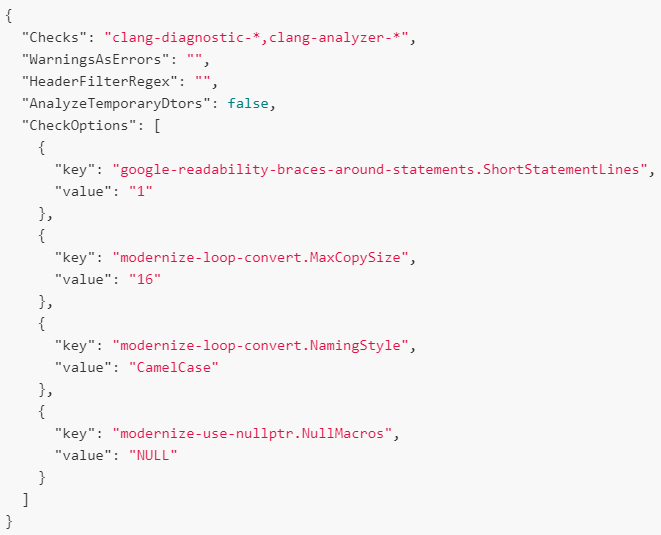 {
  "Checks": "clang-diagnostic-*,clang-analyzer-*",
  "WarningsAsErrors": "",
  "HeaderFilterRegex": "",
  "AnalyzeTemporaryDtors": false,
  "CheckOptions": [
    {
      "key": "google-readability-braces-around-statements.ShortStatementLines",
      "value": "1"
    },
    {
      "key": "modernize-loop-convert.MaxCopySize",
      "value": "16"
    },
    {
      "key": "modernize-loop-convert.NamingStyle",
      "value": "CamelCase"
    },
    {
      "key": "modernize-use-nullptr.NullMacros",
      "value": "NULL"
    }
  ]
}